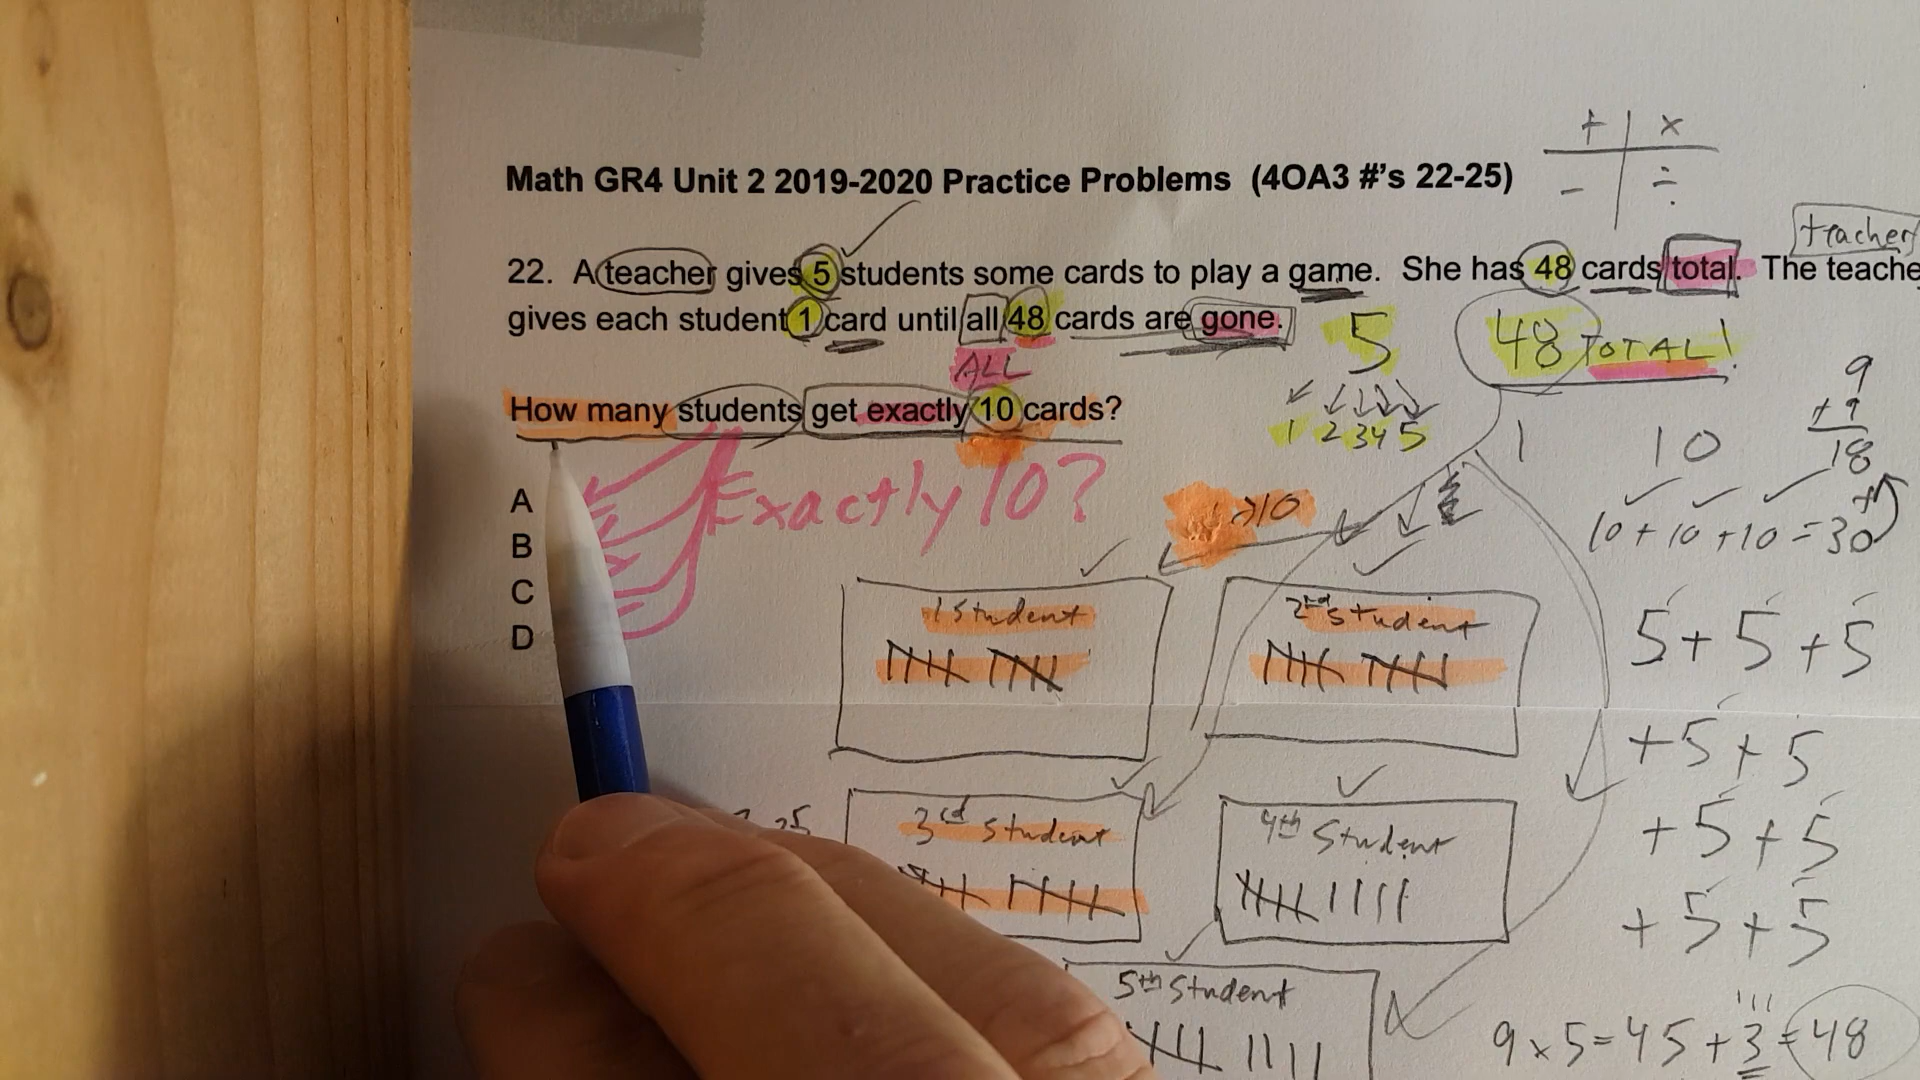 + x
- ÷
Math GR4 Unit 2 2019-2020 Practice Problems (4OA3 #'s 22-25)
teacher
22. A teacher gives 5 students some cards to play a game. She has 48 cards total. The teache
gives each student 1 card until all 48 cards are gone.
ALL
5
48 TOTAL!
1 2 3 4 5
How many students get exactly 10 cards?
Exactly 10?
1 10
9
+ 9
18
10 + 10 + 10 = 30
A
B
C
D
1 Student
2nd Student
3rd Student
4th Student
5th Student
5 + 5 + 5
+ 5 + 5
+ 5 + 5
+ 5 + 5
9 x 5 = 45 + 3 = 48